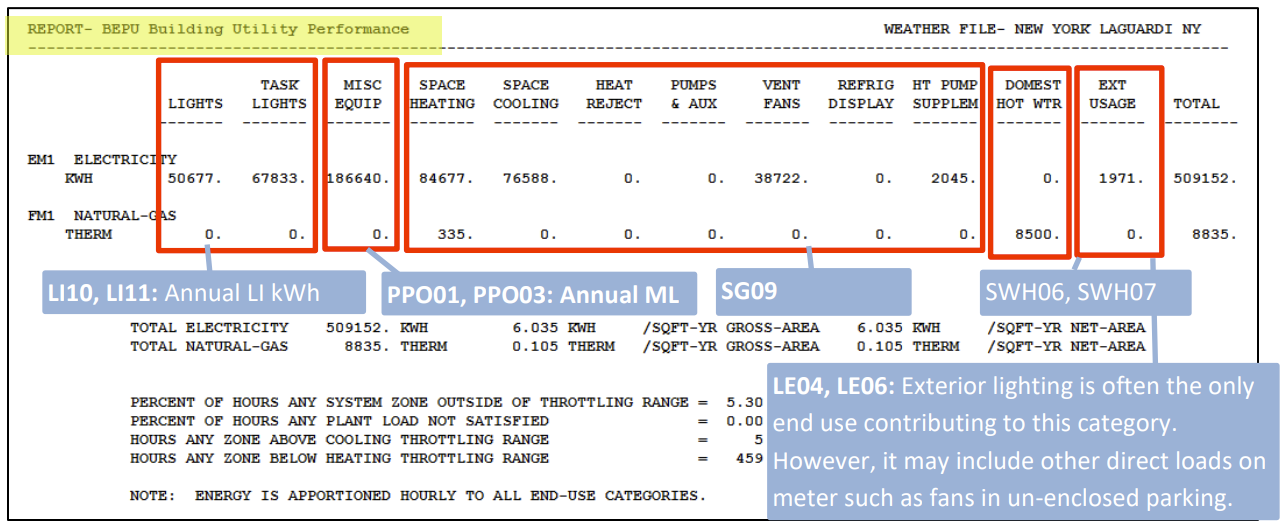 REPORT- BEPU Building Utility Performance WEATHER FILE- NEW YORK LAGUARDI NY
TASK MISC SPACE SPACE HEAT PUMPS VENT REFRIG HT PUMP DOMEST EXT
LIGHTS LIGHTS EQUIP HEATING COOLING REJECT & AUX FANS DISPLAY SUPPLEM HOT WTR USAGE TOTAL
EM1 ELECTRICITY
KWH 50677. 67833. 186640. 84677. 76588. 0. 0. 38722. 0. 2045. 0. 1971. 509152.
FM1 NATURAL-GAS
THERM 0. 0. 0. 335. 0. 0. 0. 0. 0. 0. 8500. 0. 8835.
LI10, LI11: Annual LI kWh
PPO01, PPO03: Annual ML
SG09
SWH06, SWH07
TOTAL ELECTRICITY 509152. KWH 6.035 KWH /SQFT-YR GROSS-AREA 6.035 KWH /SQFT-YR NET-AREA
TOTAL NATURAL-GAS 8835. THERM 0.105 THERM /SQFT-YR GROSS-AREA 0.105 THERM /SQFT-YR NET-AREA
PERCENT OF HOURS ANY SYSTEM ZONE OUTSIDE OF THROTTLING RANGE = 5.30
PERCENT OF HOURS ANY PLANT LOAD NOT SATISFIED = 0.00
HOURS ANY ZONE ABOVE COOLING THROTTLING RANGE = 5
HOURS ANY ZONE BELOW HEATING THROTTLING RANGE = 459
NOTE: ENERGY IS APPORTIONED HOURLY TO ALL END-USE CATEGORIES.
LE04, LE06: Exterior lighting is often the only
end use contributing to this category.
However, it may include other direct loads on
meter such as fans in un-enclosed parking.